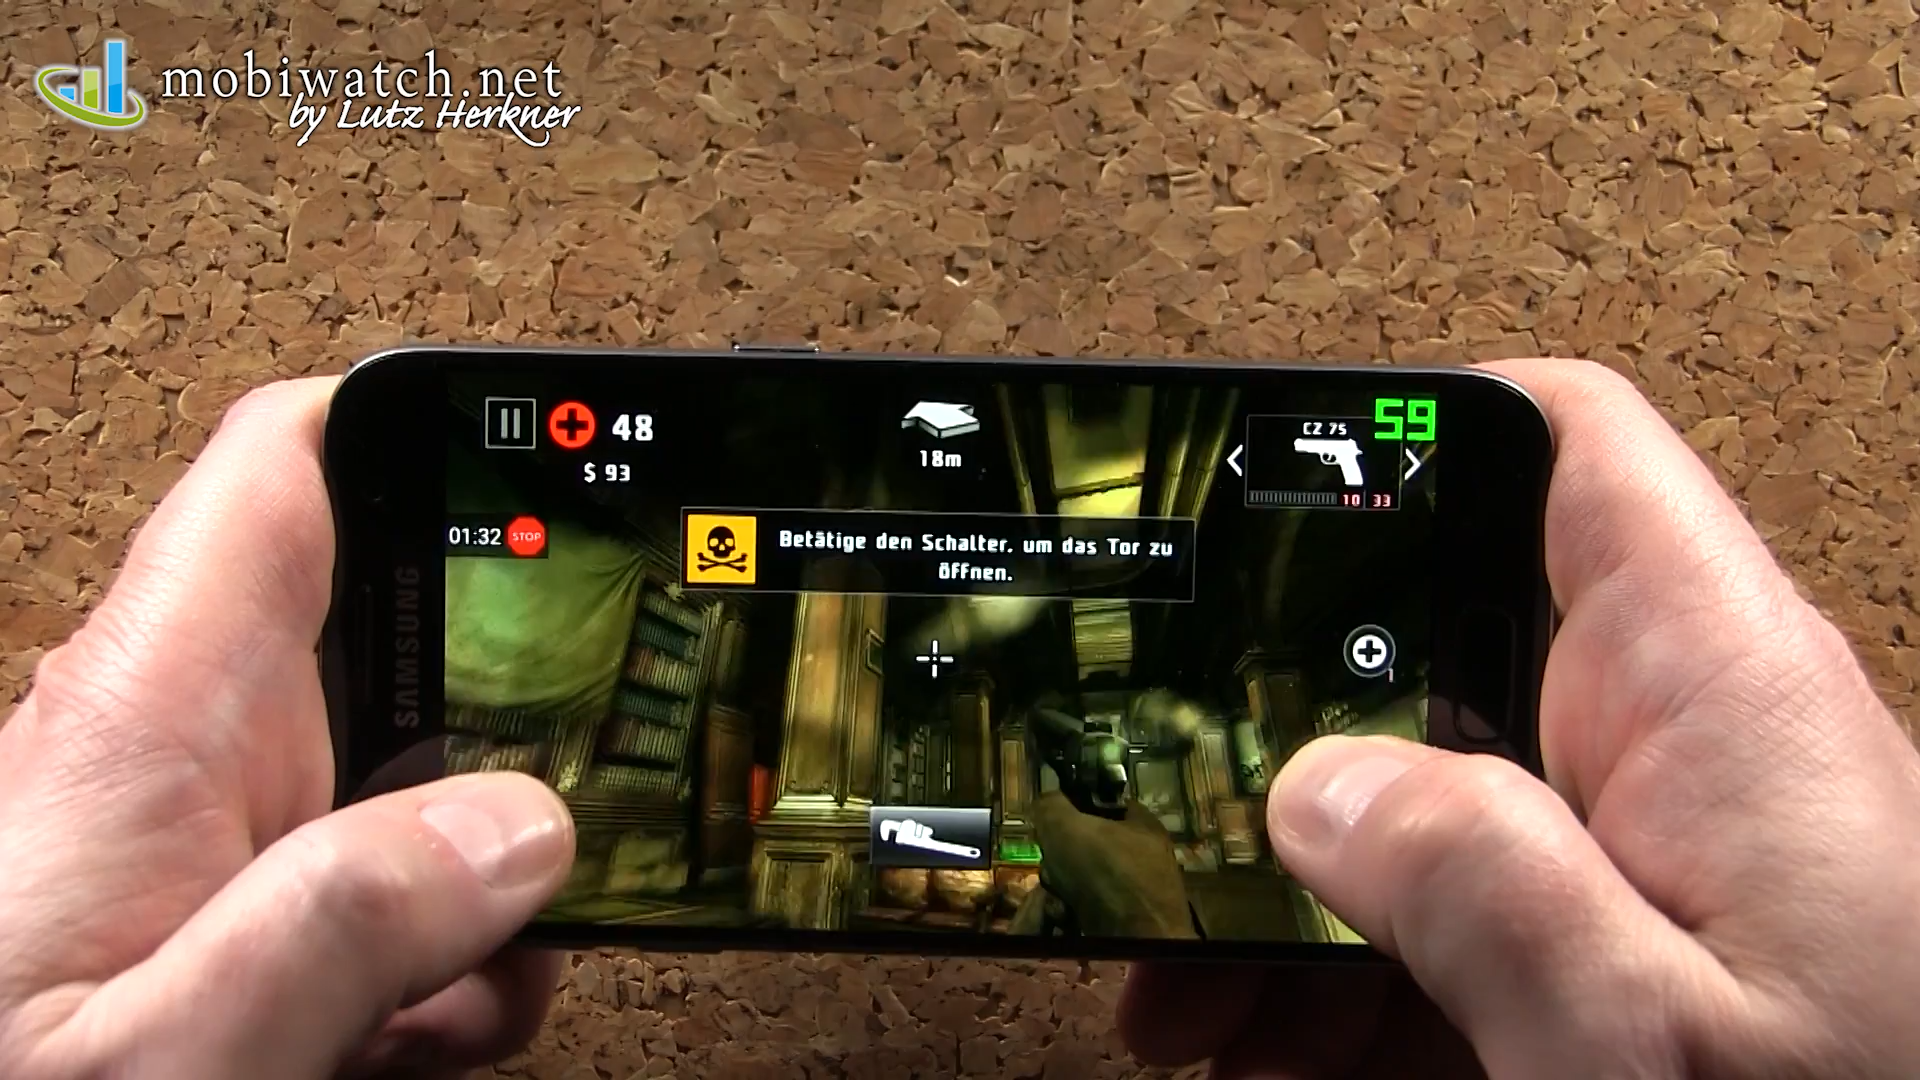 mobiwatch.net
by Lutz Herkner
48
$ 93
18m
CZ 75
59
10 33
01:32 STOP
Betätige den Schalter, um das Tor zu
öffnen.
1
SAMSUNG